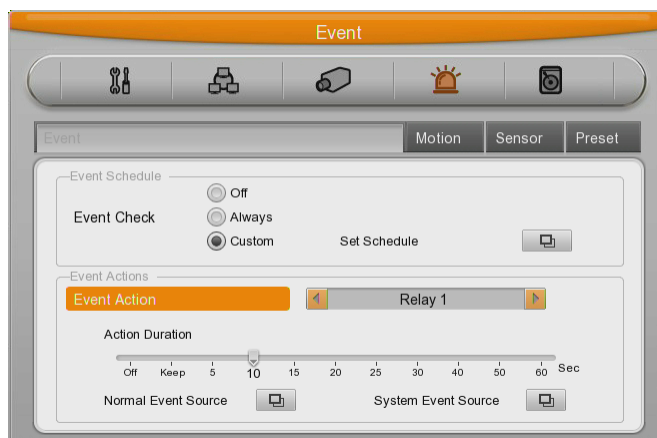 Event
Event Motion Sensor Preset
Event Schedule
Event Check
Off
Always
Custom Set Schedule
Event Actions
Event Action Relay 1
Action Duration
Off Keep 5 10 15 20 25 30 40 50 60 Sec
Normal Event Source System Event Source